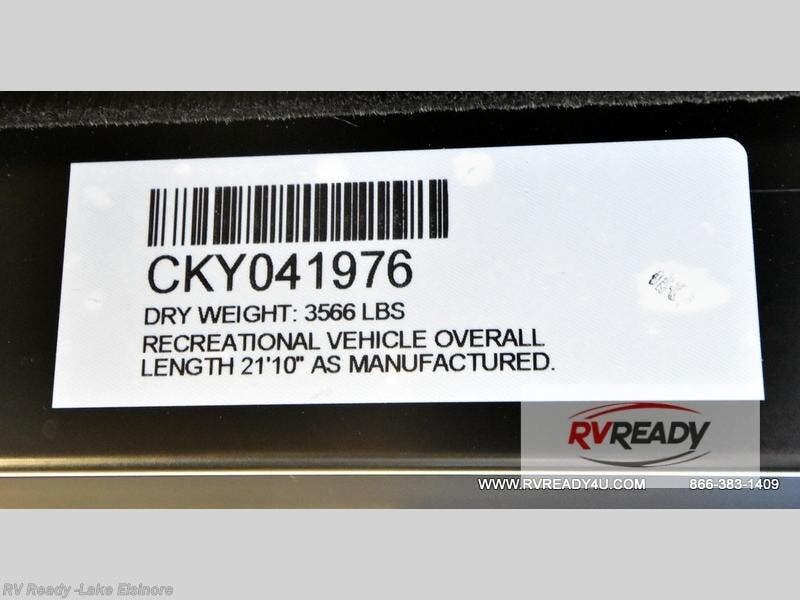 CKY041976
DRY WEIGHT: 3566 LBS
RECREATIONAL VEHICLE OVERALL
LENGTH 21'10" AS MANUFACTURED.
RVREADY
WWW.RVREADY4U.COM 866-383-1409
RV Ready -Lake Elsinore